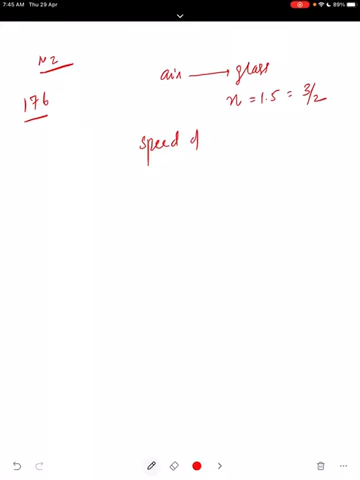 7:45 AM Thu 29 Apr
89%
N2
176
air → glass
n = 1.5 = 3/2
speed of